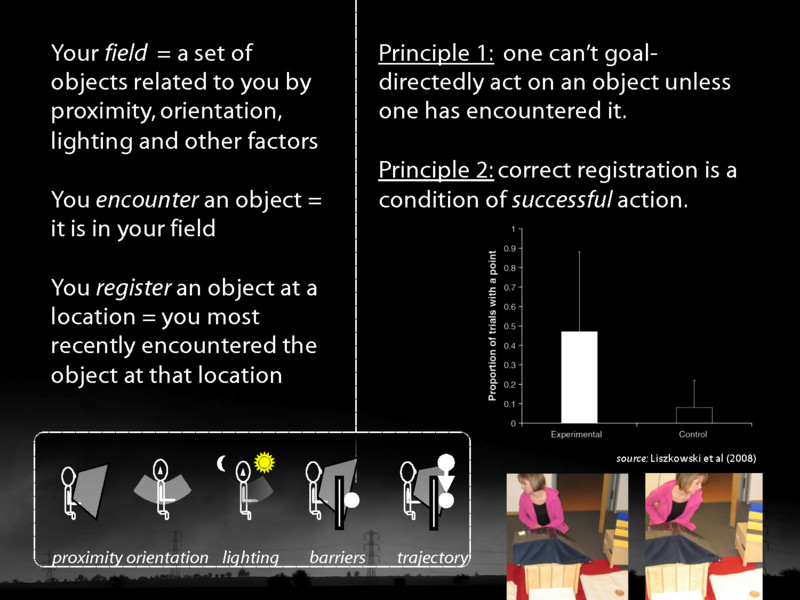 Your field = a set of
objects related to you by
proximity, orientation,
lighting and other factors
You encounter an object =
it is in your field
You register an object at a
location = you most
recently encountered the
object at that location
proximity orientation lighting barriers trajectory
Principle 1: one can't goal-
directedly act on an object unless
one has encountered it.
Principle 2: correct registration is a
condition of successful action.
Proportion of trials with a point
1
0.9
0.8
0.7
0.6
0.5
0.4
0.3
0.2
0.1
0
Experimental Control
source: Liszkowski et al (2008)